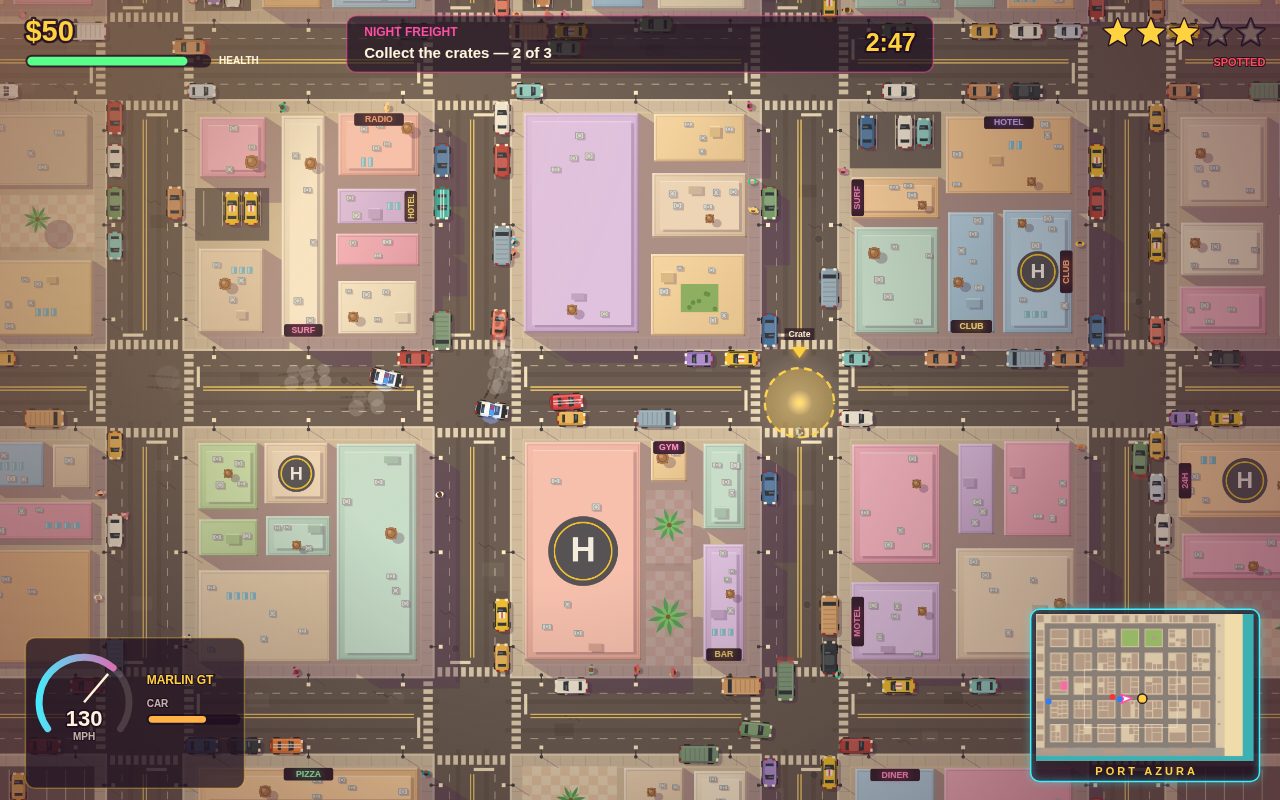 $50
HEALTH
NIGHT FREIGHT
Collect the crates — 2 of 3
2:47
SPOTTED
RADIO
HOTEL
HOTEL
SURF
H
CLUB
SURF
CLUB
Crate
H
GYM
H
24H
H
MOTEL
BAR
MARLIN GT
CAR
130
MPH
PIZZA
DINER
PORT AZURA